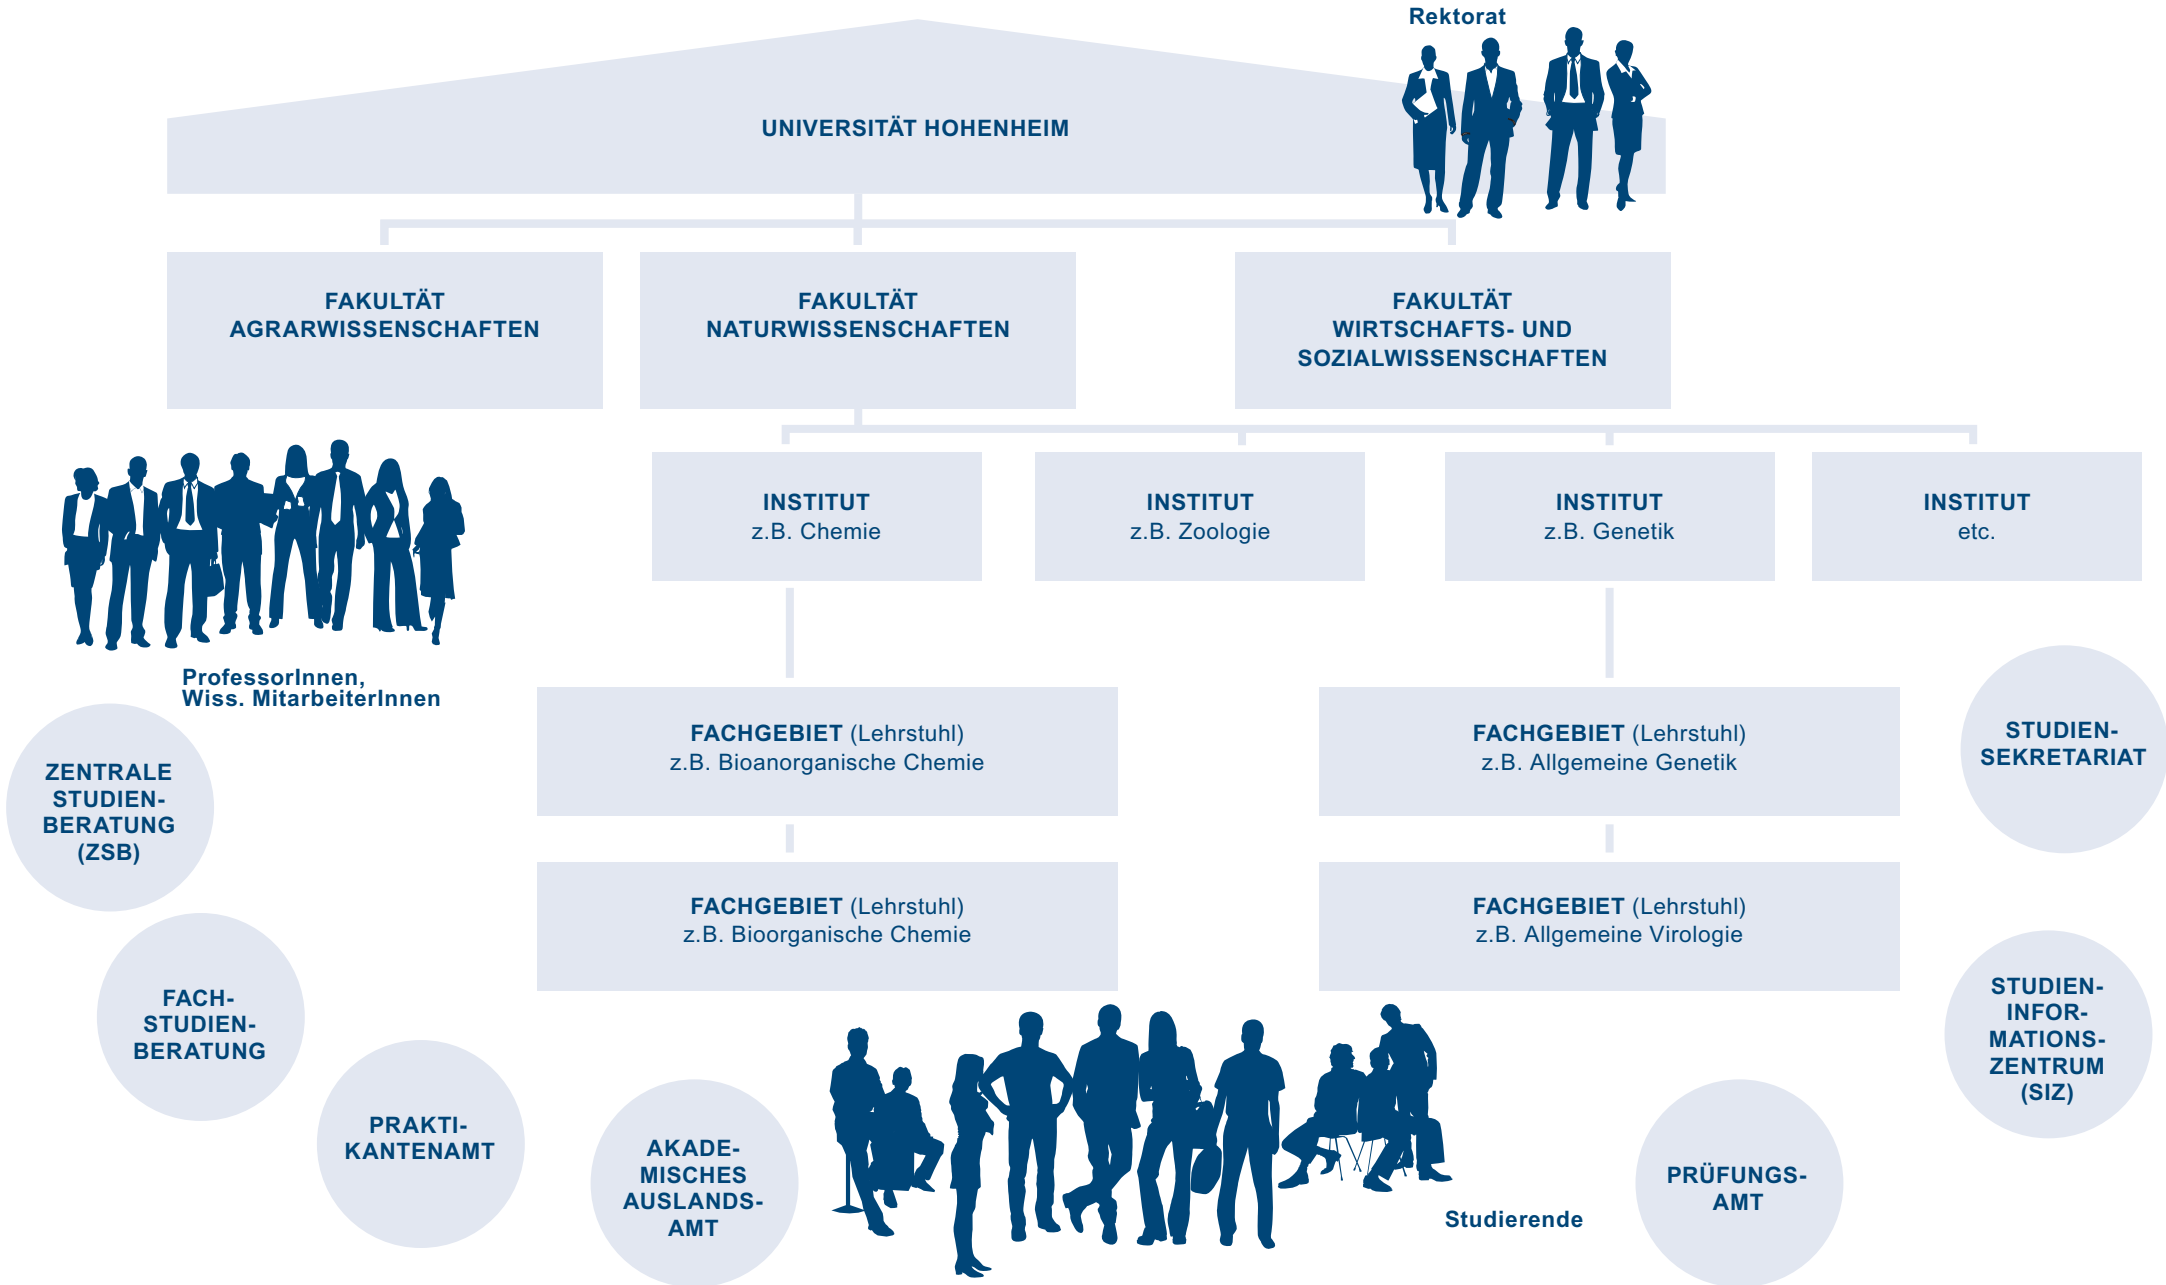 Rektorat
UNIVERSITÄT HOHENHEIM
FAKULTÄT
AGRARWISSENSCHAFTEN
FAKULTÄT
NATURWISSENSCHAFTEN
FAKULTÄT
WIRTSCHAFTS- UND
SOZIALWISSENSCHAFTEN
INSTITUT
z.B. Chemie
INSTITUT
z.B. Zoologie
INSTITUT
z.B. Genetik
INSTITUT
etc.
ProfessorInnen,
Wiss. MitarbeiterInnen
FACHGEBIET (Lehrstuhl)
z.B. Bioanorganische Chemie
FACHGEBIET (Lehrstuhl)
z.B. Allgemeine Genetik
STUDIEN-
SEKRETARIAT
ZENTRALE
STUDIEN-
BERATUNG
(ZSB)
FACHGEBIET (Lehrstuhl)
z.B. Bioorganische Chemie
FACHGEBIET (Lehrstuhl)
z.B. Allgemeine Virologie
FACH-
STUDIEN-
BERATUNG
STUDIEN-
INFOR-
MATIONS-
ZENTRUM
(SIZ)
PRAKTI-
KANTENAMT
AKADE-
MISCHES
AUSLANDS-
AMT
Studierende
PRÜFUNGS-
AMT